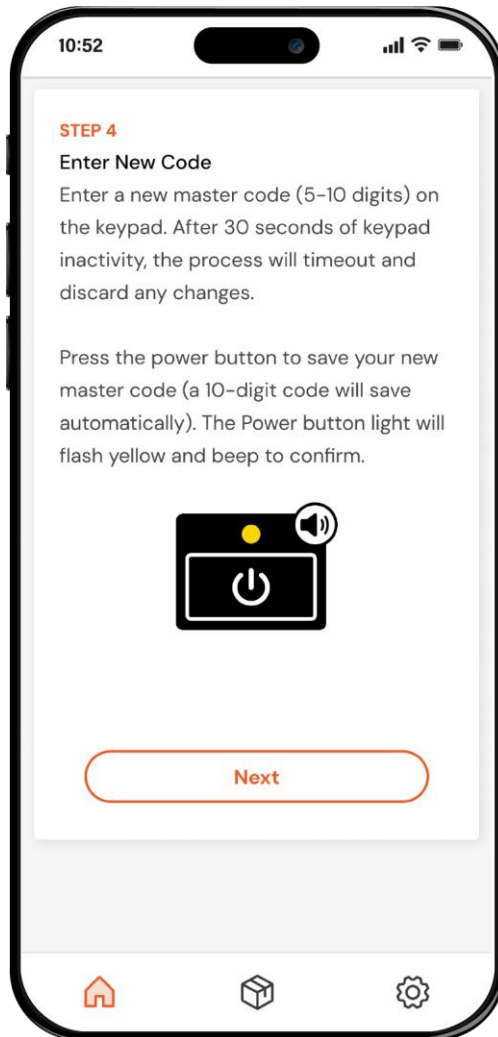 10:52
STEP 4
Enter New Code
Enter a new master code (5-10 digits) on
the keypad. After 30 seconds of keypad
inactivity, the process will timeout and
discard any changes.
Press the power button to save your new
master code (a 10-digit code will save
automatically). The Power button light will
flash yellow and beep to confirm.
Next